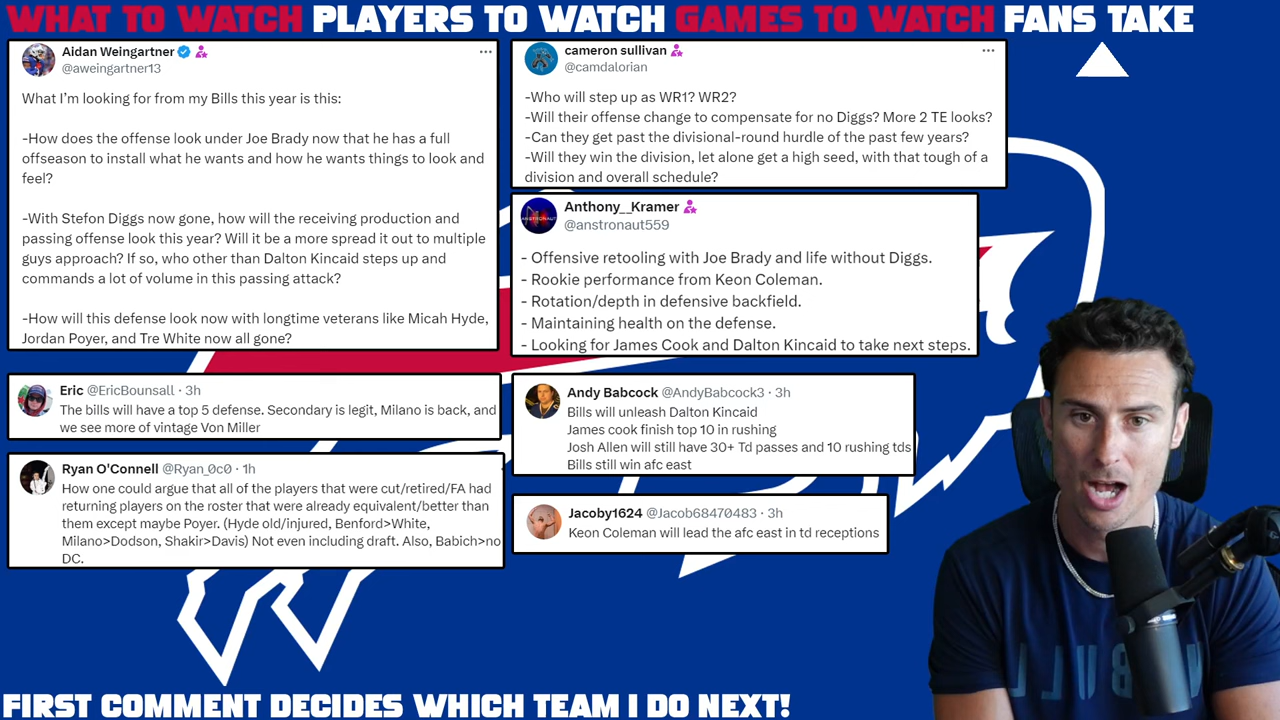 WHAT TO WATCH PLAYERS TO WATCH GAMES TO WATCH FANS TAKE
Aidan Weingartner
@aweingartner13
What I'm looking for from my Bills this year is this:
-How does the offense look under Joe Brady now that he has a full
offseason to install what he wants and how he wants things to look and
feel?
-With Stefon Diggs now gone, how will the receiving production and
passing offense look this year? Will it be a more spread it out to multiple
guys approach? If so, who other than Dalton Kincaid steps up and
commands a lot of volume in this passing attack?
-How will this defense look now with longtime veterans like Micah Hyde,
Jordan Poyer, and Tre White now all gone?
cameron sullivan
@camdalorian
-Who will step up as WR1? WR2?
-Will their offense change to compensate for no Diggs? More 2 TE looks?
-Can they get past the divisional-round hurdle of the past few years?
-Will they win the division, let alone get a high seed, with that tough of a
division and overall schedule?
Anthony__Kramer
@anstronaut559
- Offensive retooling with Joe Brady and life without Diggs.
- Rookie performance from Keon Coleman.
- Rotation/depth in defensive backfield.
- Maintaining health on the defense.
- Looking for James Cook and Dalton Kincaid to take next steps.
Eric @EricBounsall · 3h
The bills will have a top 5 defense. Secondary is legit, Milano is back, and
we see more of vintage Von Miller
Andy Babcock @AndyBabcock3 · 3h
Bills will unleash Dalton Kincaid
James cook finish top 10 in rushing
Josh Allen will still have 30+ Td passes and 10 rushing tds
Bills still win afc east
Ryan O'Connell @Ryan_0c0 · 1h
How one could argue that all of the players that were cut/retired/FA had
returning players on the roster that were already equivalent/better than
them except maybe Poyer. (Hyde old/injured, Benford>White,
Milano>Dodson, Shakir>Davis) Not even including draft. Also, Babich>no
DC.
Jacoby1624 @Jacob68470483 · 3h
Keon Coleman will lead the afc east in td receptions
FIRST COMMENT DECIDES WHICH TEAM I DO NEXT!